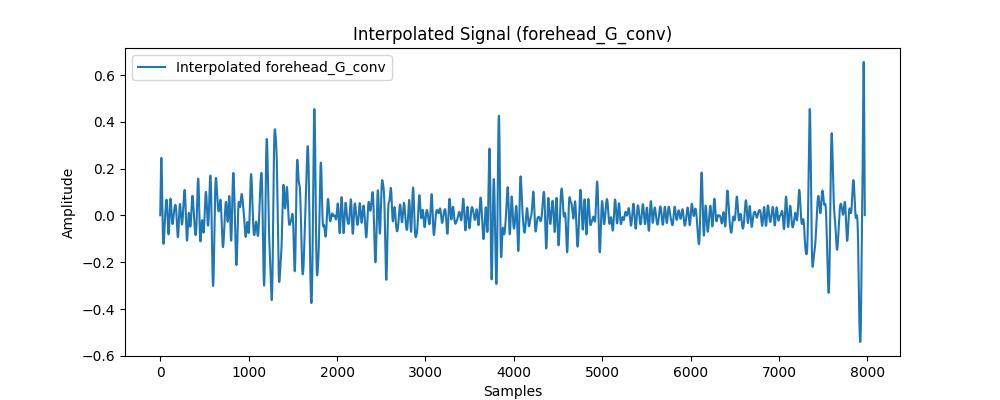 Interpolated Signal (forehead_G_conv)
Interpolated forehead_G_conv
0.6
0.4
0.2
0.0
−0.2
−0.4
−0.6
Amplitude
0 1000 2000 3000 4000 5000 6000 7000 8000
Samples